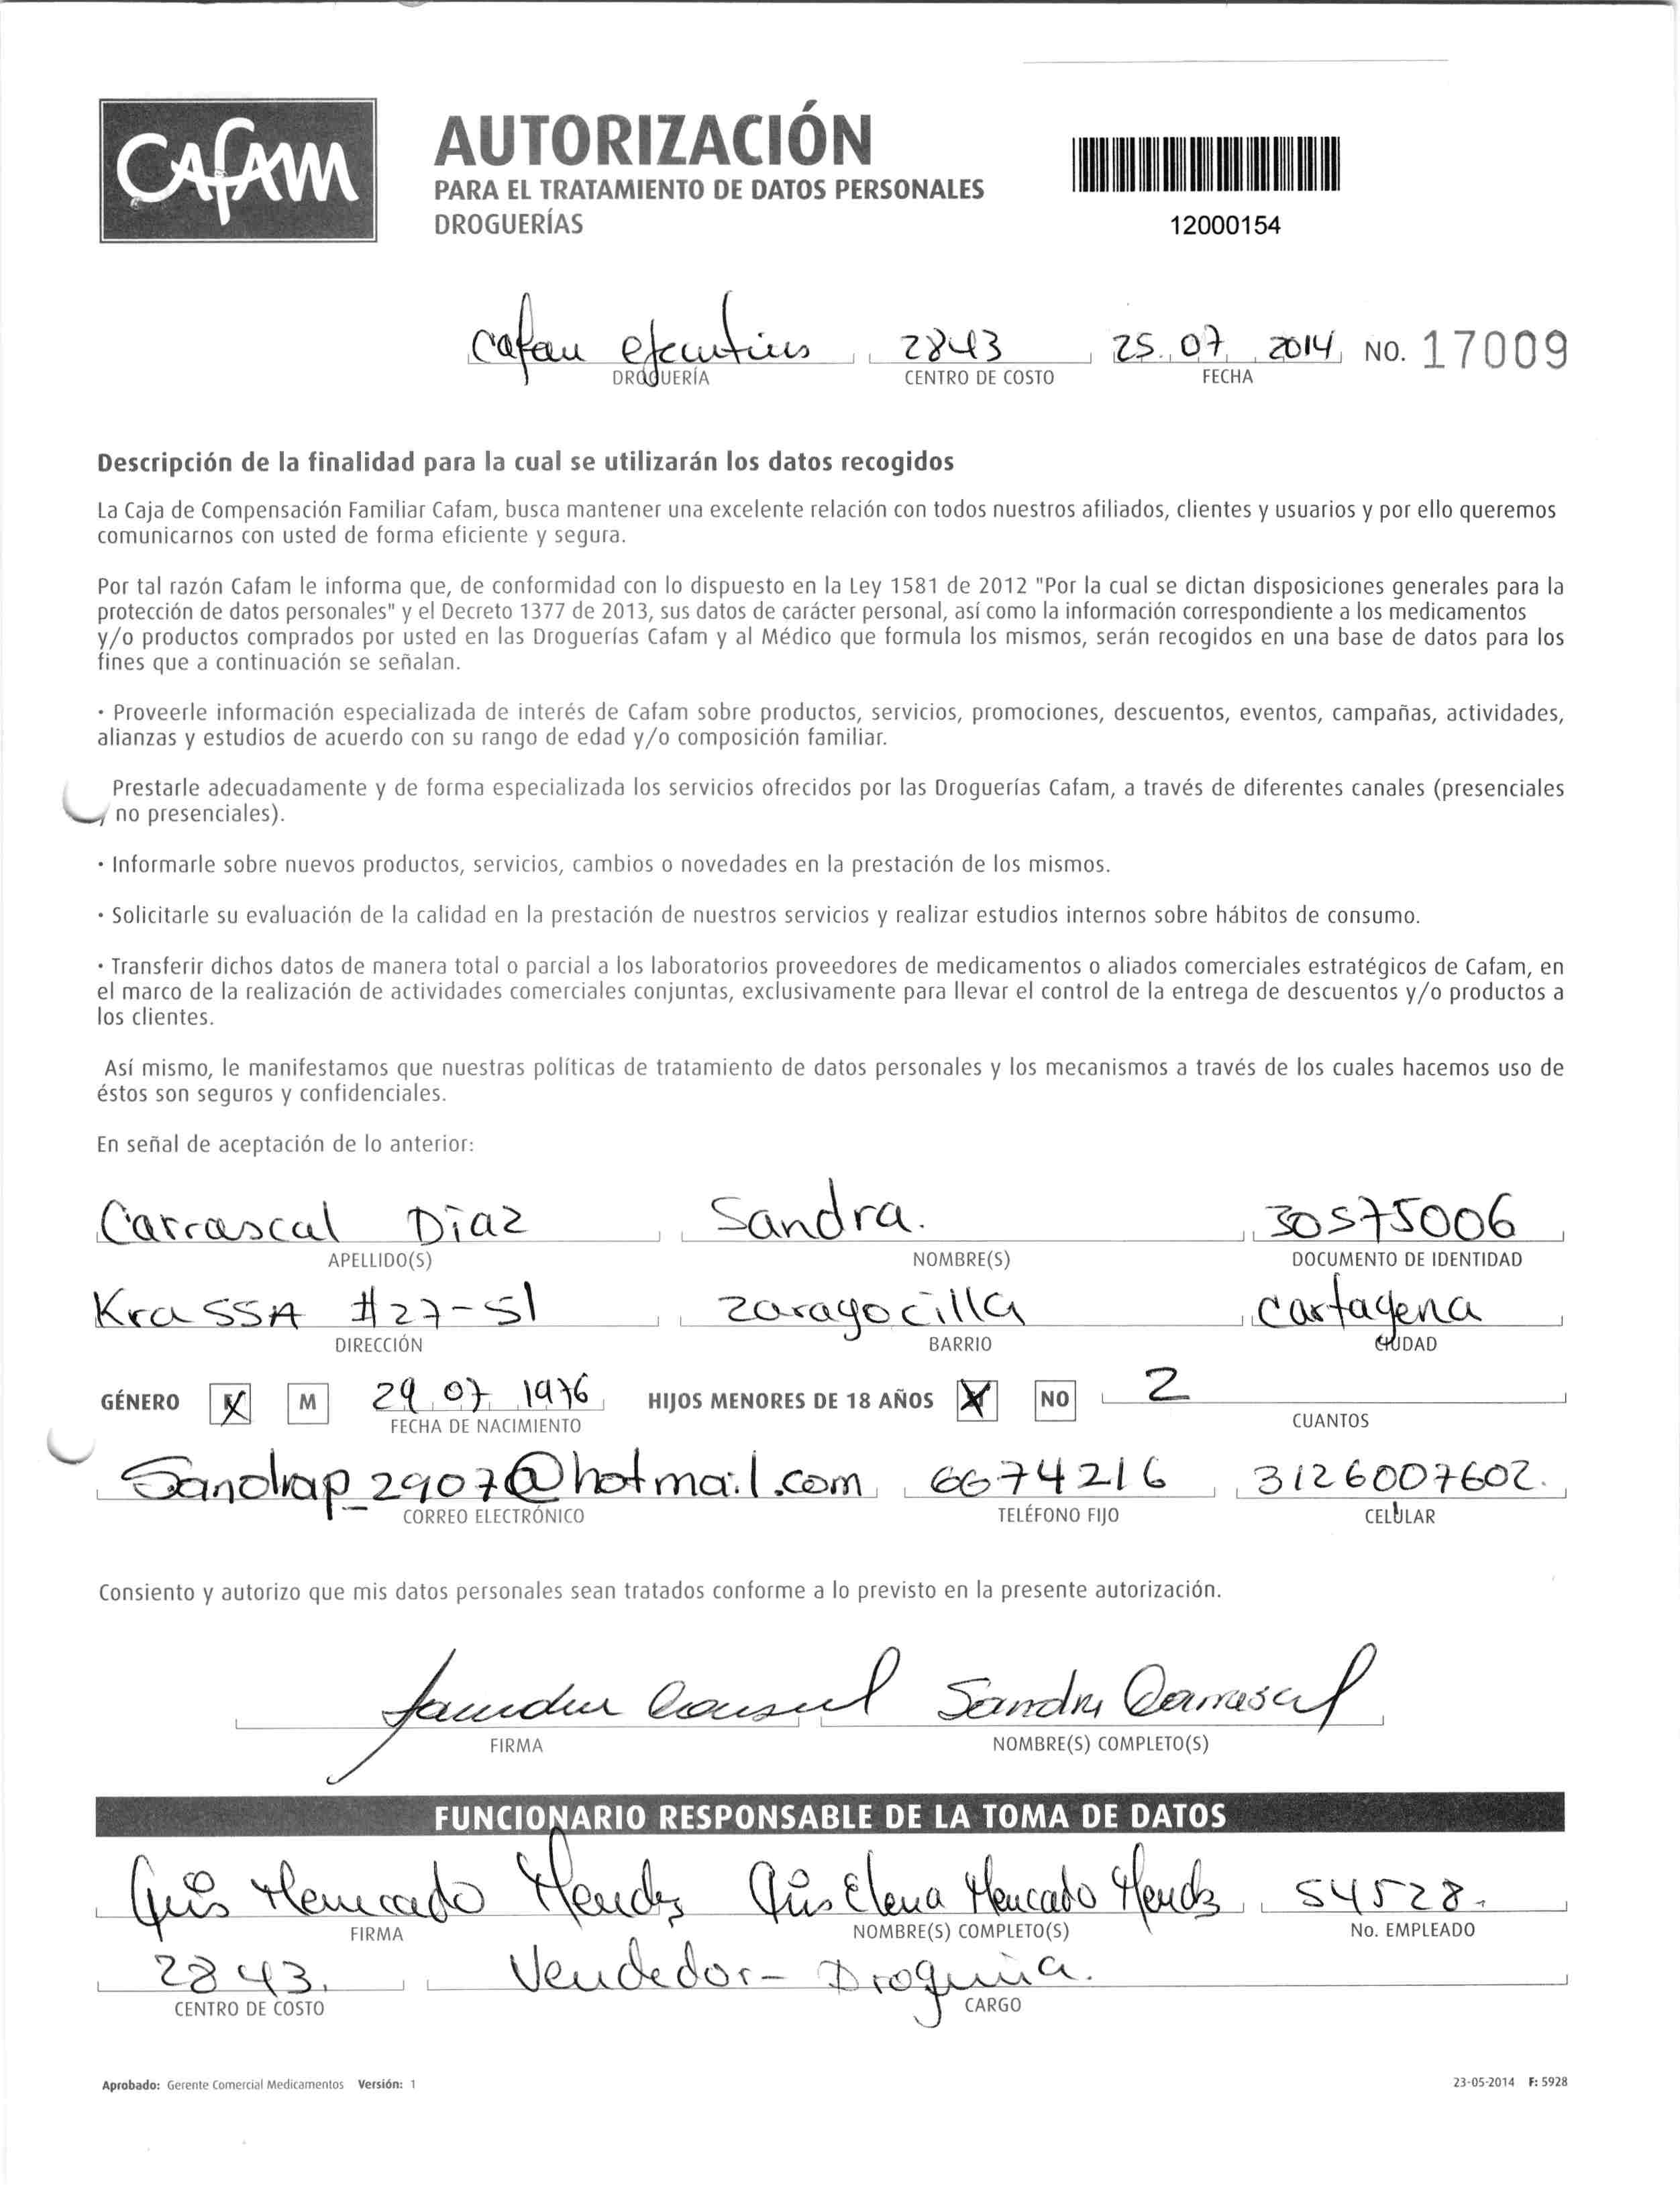 CAFAM
AUTORIZACIÓN
PARA EL TRATAMIENTO DE DATOS PERSONALES
DROGUERÍAS
12000154
Cafam ejecutivos 2843 25 07 2014 NO. 17009
DROGUERÍA CENTRO DE COSTO FECHA
Descripción de la finalidad para la cual se utilizarán los datos recogidos
La Caja de Compensación Familiar Cafam, busca mantener una excelente relación con todos nuestros afiliados, clientes y usuarios y por ello queremos
comunicarnos con usted de forma eficiente y segura.
Por tal razón Cafam le informa que, de conformidad con lo dispuesto en la Ley 1581 de 2012 "Por la cual se dictan disposiciones generales para la
protección de datos personales" y el Decreto 1377 de 2013, sus datos de carácter personal, así como la información correspondiente a los medicamentos
y/o productos comprados por usted en las Droguerías Cafam y al Médico que formula los mismos, serán recogidos en una base de datos para los
fines que a continuación se señalan.
· Proveerle información especializada de interés de Cafam sobre productos, servicios, promociones, descuentos, eventos, campañas, actividades,
alianzas y estudios de acuerdo con su rango de edad y/o composición familiar.
Prestarle adecuadamente y de forma especializada los servicios ofrecidos por las Droguerías Cafam, a través de diferentes canales (presenciales
no presenciales).
· Informarle sobre nuevos productos, servicios, cambios o novedades en la prestación de los mismos.
· Solicitarle su evaluación de la calidad en la prestación de nuestros servicios y realizar estudios internos sobre hábitos de consumo.
· Transferir dichos datos de manera total o parcial a los laboratorios proveedores de medicamentos o aliados comerciales estratégicos de Cafam, en
el marco de la realización de actividades comerciales conjuntas, exclusivamente para llevar el control de la entrega de descuentos y/o productos a
los clientes.
Así mismo, le manifestamos que nuestras políticas de tratamiento de datos personales y los mecanismos a través de los cuales hacemos uso de
éstos son seguros y confidenciales.
En señal de aceptación de lo anterior:
Carrascal Diaz Sandra. 30575006
APELLIDO(S) NOMBRE(S) DOCUMENTO DE IDENTIDAD
Kra 55A #27-51 zaragocilla Cartagena
DIRECCIÓN BARRIO CIUDAD
GÉNERO F M 29 07 1976 HIJOS MENORES DE 18 AÑOS X NO 2
FECHA DE NACIMIENTO CUANTOS
Sandrap_2907@hotmail.com 6674216 3126007602.
CORREO ELECTRÓNICO TELÉFONO FIJO CELULAR
Consiento y autorizo que mis datos personales sean tratados conforme a lo previsto en la presente autorización.
Sandra Carrascal Sandra Carrascal
FIRMA NOMBRE(S) COMPLETO(S)
FUNCIONARIO RESPONSABLE DE LA TOMA DE DATOS
Mercado Mendez Elena Mercado Mendez 54528.
FIRMA NOMBRE(S) COMPLETO(S) No. EMPLEADO
2843. Vendedor- Droguería.
CENTRO DE COSTO CARGO
Aprobado: Gerente Comercial Medicamentos Versión: 1 23-05-2014 F: 5928